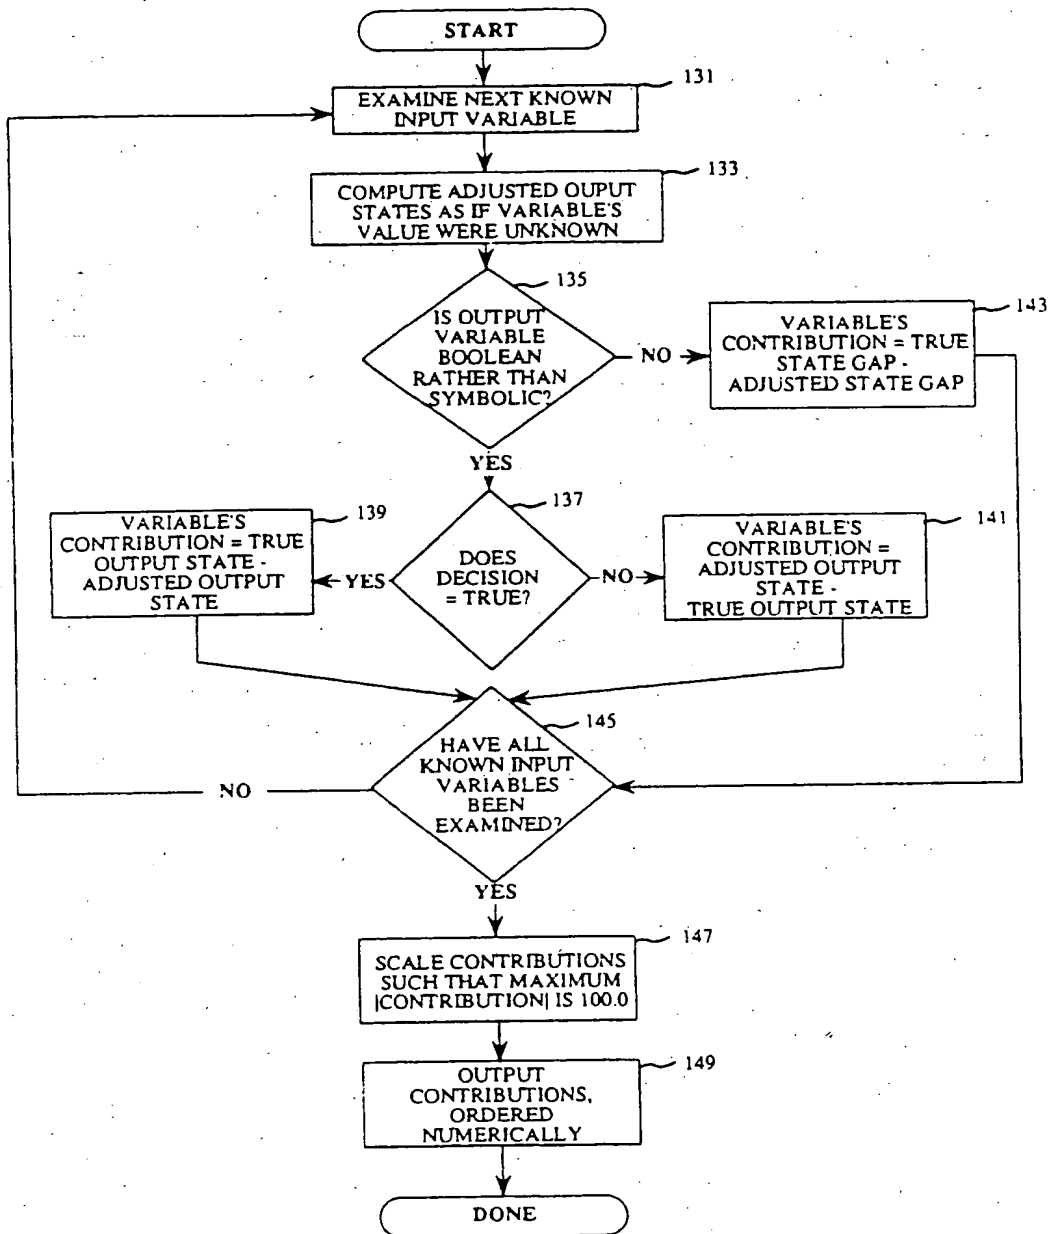 START
131
EXAMINE NEXT KNOWN
INPUT VARIABLE
133
COMPUTE ADJUSTED OUPUT
STATES AS IF VARIABLE'S
VALUE WERE UNKNOWN
135
IS OUTPUT
VARIABLE
BOOLEAN
RATHER THAN
SYMBOLIC?
NO
143
VARIABLE'S
CONTRIBUTION = TRUE
STATE GAP -
ADJUSTED STATE GAP
YES
137
DOES
DECISION
= TRUE?
YES
139
VARIABLE'S
CONTRIBUTION = TRUE
OUTPUT STATE -
ADJUSTED OUTPUT
STATE
NO
141
VARIABLE'S
CONTRIBUTION =
ADJUSTED OUTPUT
STATE -
TRUE OUTPUT STATE
145
HAVE ALL
KNOWN INPUT
VARIABLES
BEEN
EXAMINED?
NO
YES
147
SCALE CONTRIBUTIONS
SUCH THAT MAXIMUM
|CONTRIBUTION| IS 100.0
149
OUTPUT
CONTRIBUTIONS,
ORDERED
NUMERICALLY
DONE